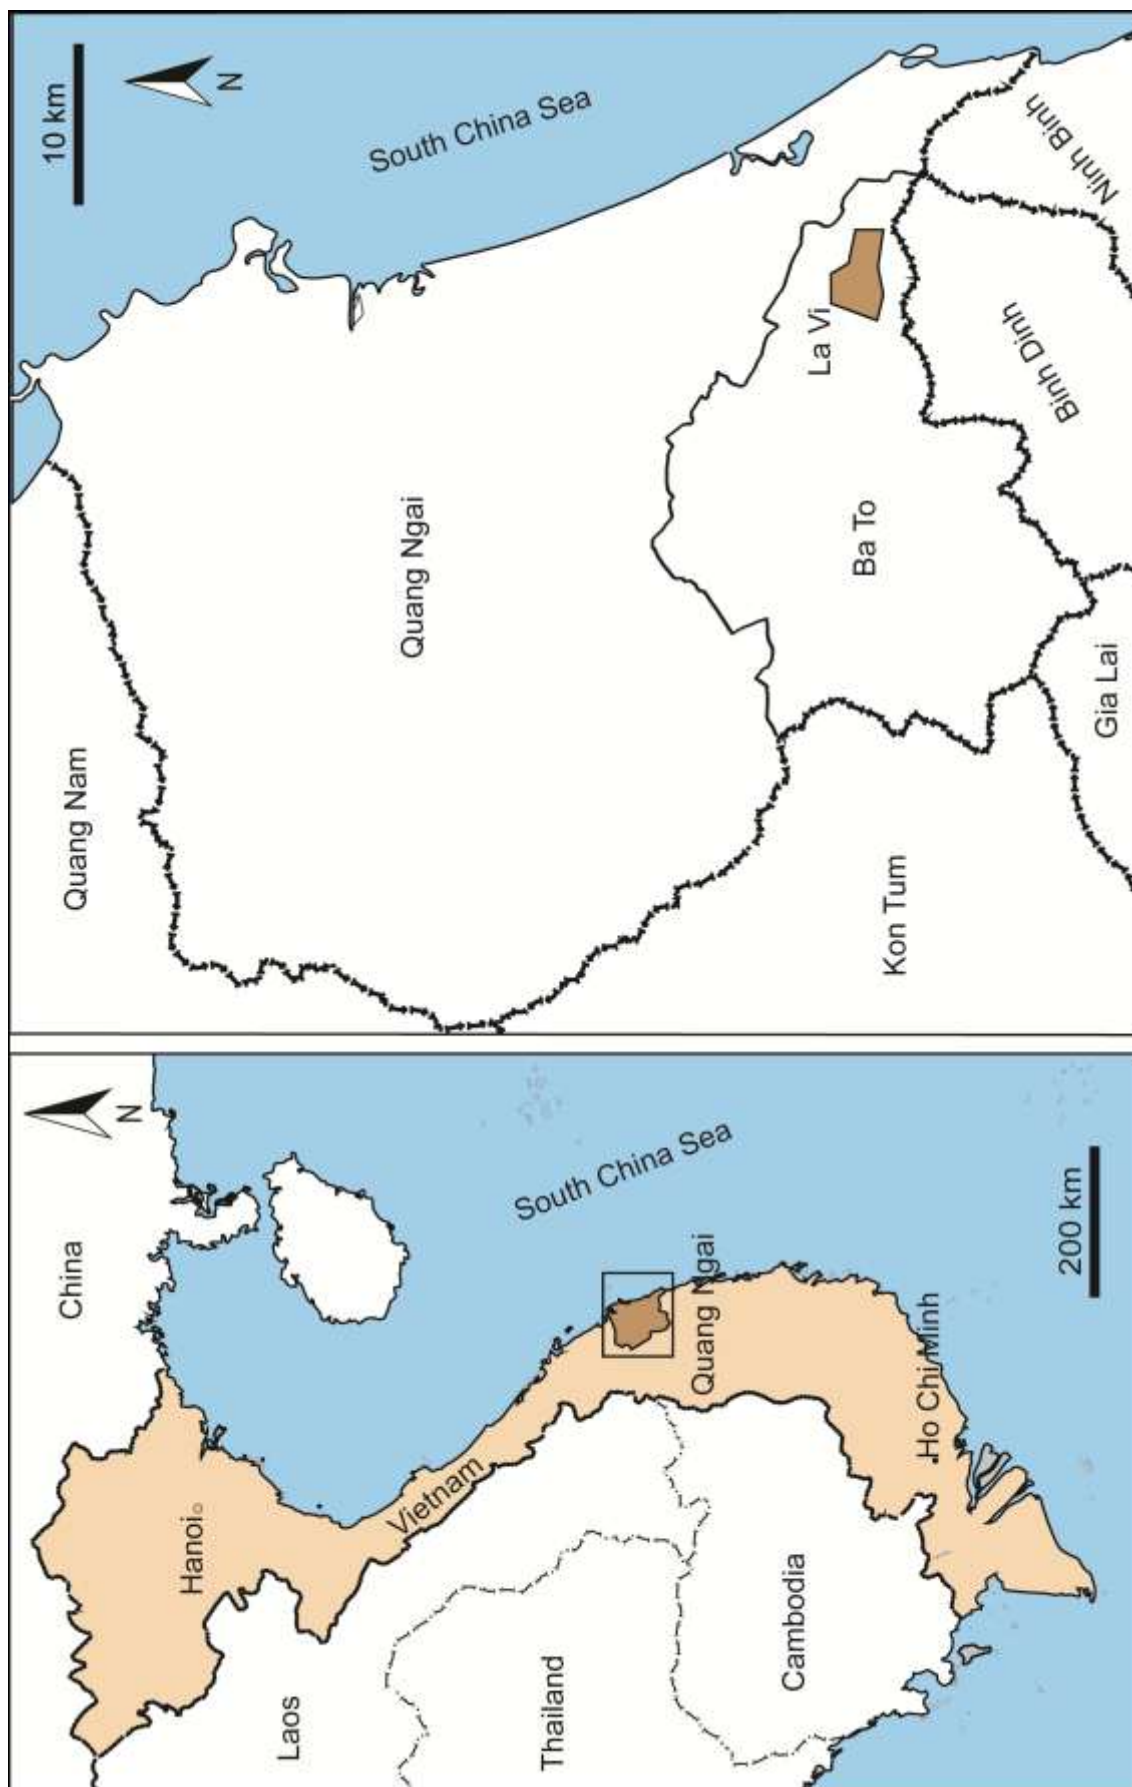 China
N
Hanoi
Laos
Vietnam
South China Sea
Thailand
Quang Ngai
Cambodia
.Ho Chi Minh
200 km
10 km
N
Quang Nam
South China Sea
Quang Ngai
La Vi
Ba To
Kon Tum
Binh Dinh
Ninh Binh
Gia Lai